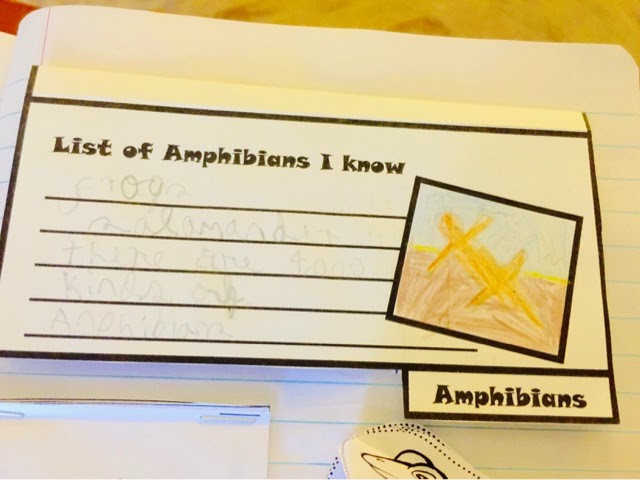 List of Amphibians I know
frogs
salamander
there are 4000
kinds of
Amphibians
Amphibians